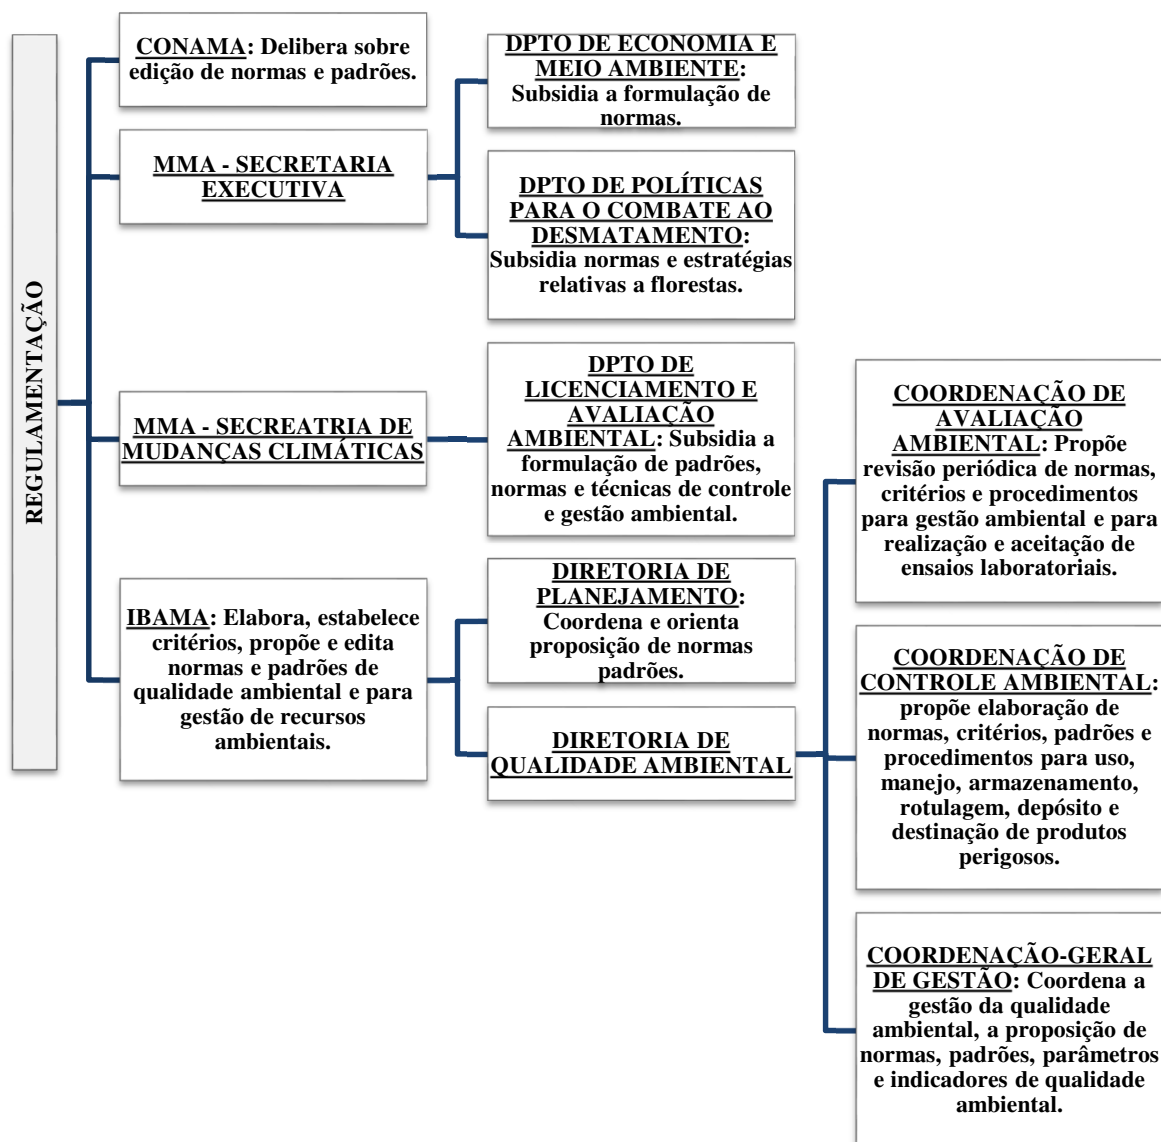 REGULAMENTAÇÃO
CONAMA: Delibera sobre
edição de normas e padrões.
MMA - SECRETARIA
EXECUTIVA
DPTO DE ECONOMIA E
MEIO AMBIENTE:
Subsidia a formulação de
normas.
DPTO DE POLÍTICAS
PARA O COMBATE AO
DESMATAMENTO:
Subsidia normas e estratégias
relativas a florestas.
MMA - SECREATRIA DE
MUDANÇAS CLIMÁTICAS
DPTO DE
LICENCIAMENTO E
AVALIAÇÃO
AMBIENTAL: Subsidia a
formulação de padrões,
normas e técnicas de controle
e gestão ambiental.
IBAMA: Elabora, estabelece
critérios, propõe e edita
normas e padrões de
qualidade ambiental e para
gestão de recursos
ambientais.
DIRETORIA DE
PLANEJAMENTO:
Coordena e orienta
proposição de normas
padrões.
DIRETORIA DE
QUALIDADE AMBIENTAL
COORDENAÇÃO DE
AVALIAÇÃO
AMBIENTAL: Propõe
revisão periódica de normas,
critérios e procedimentos
para gestão ambiental e para
realização e aceitação de
ensaios laboratoriais.
COORDENAÇÃO DE
CONTROLE AMBIENTAL:
propõe elaboração de
normas, critérios, padrões e
procedimentos para uso,
manejo, armazenamento,
rotulagem, depósito e
destinação de produtos
perigosos.
COORDENAÇÃO-GERAL
DE GESTÃO: Coordena a
gestão da qualidade
ambiental, a proposição de
normas, padrões, parâmetros
e indicadores de qualidade
ambiental.